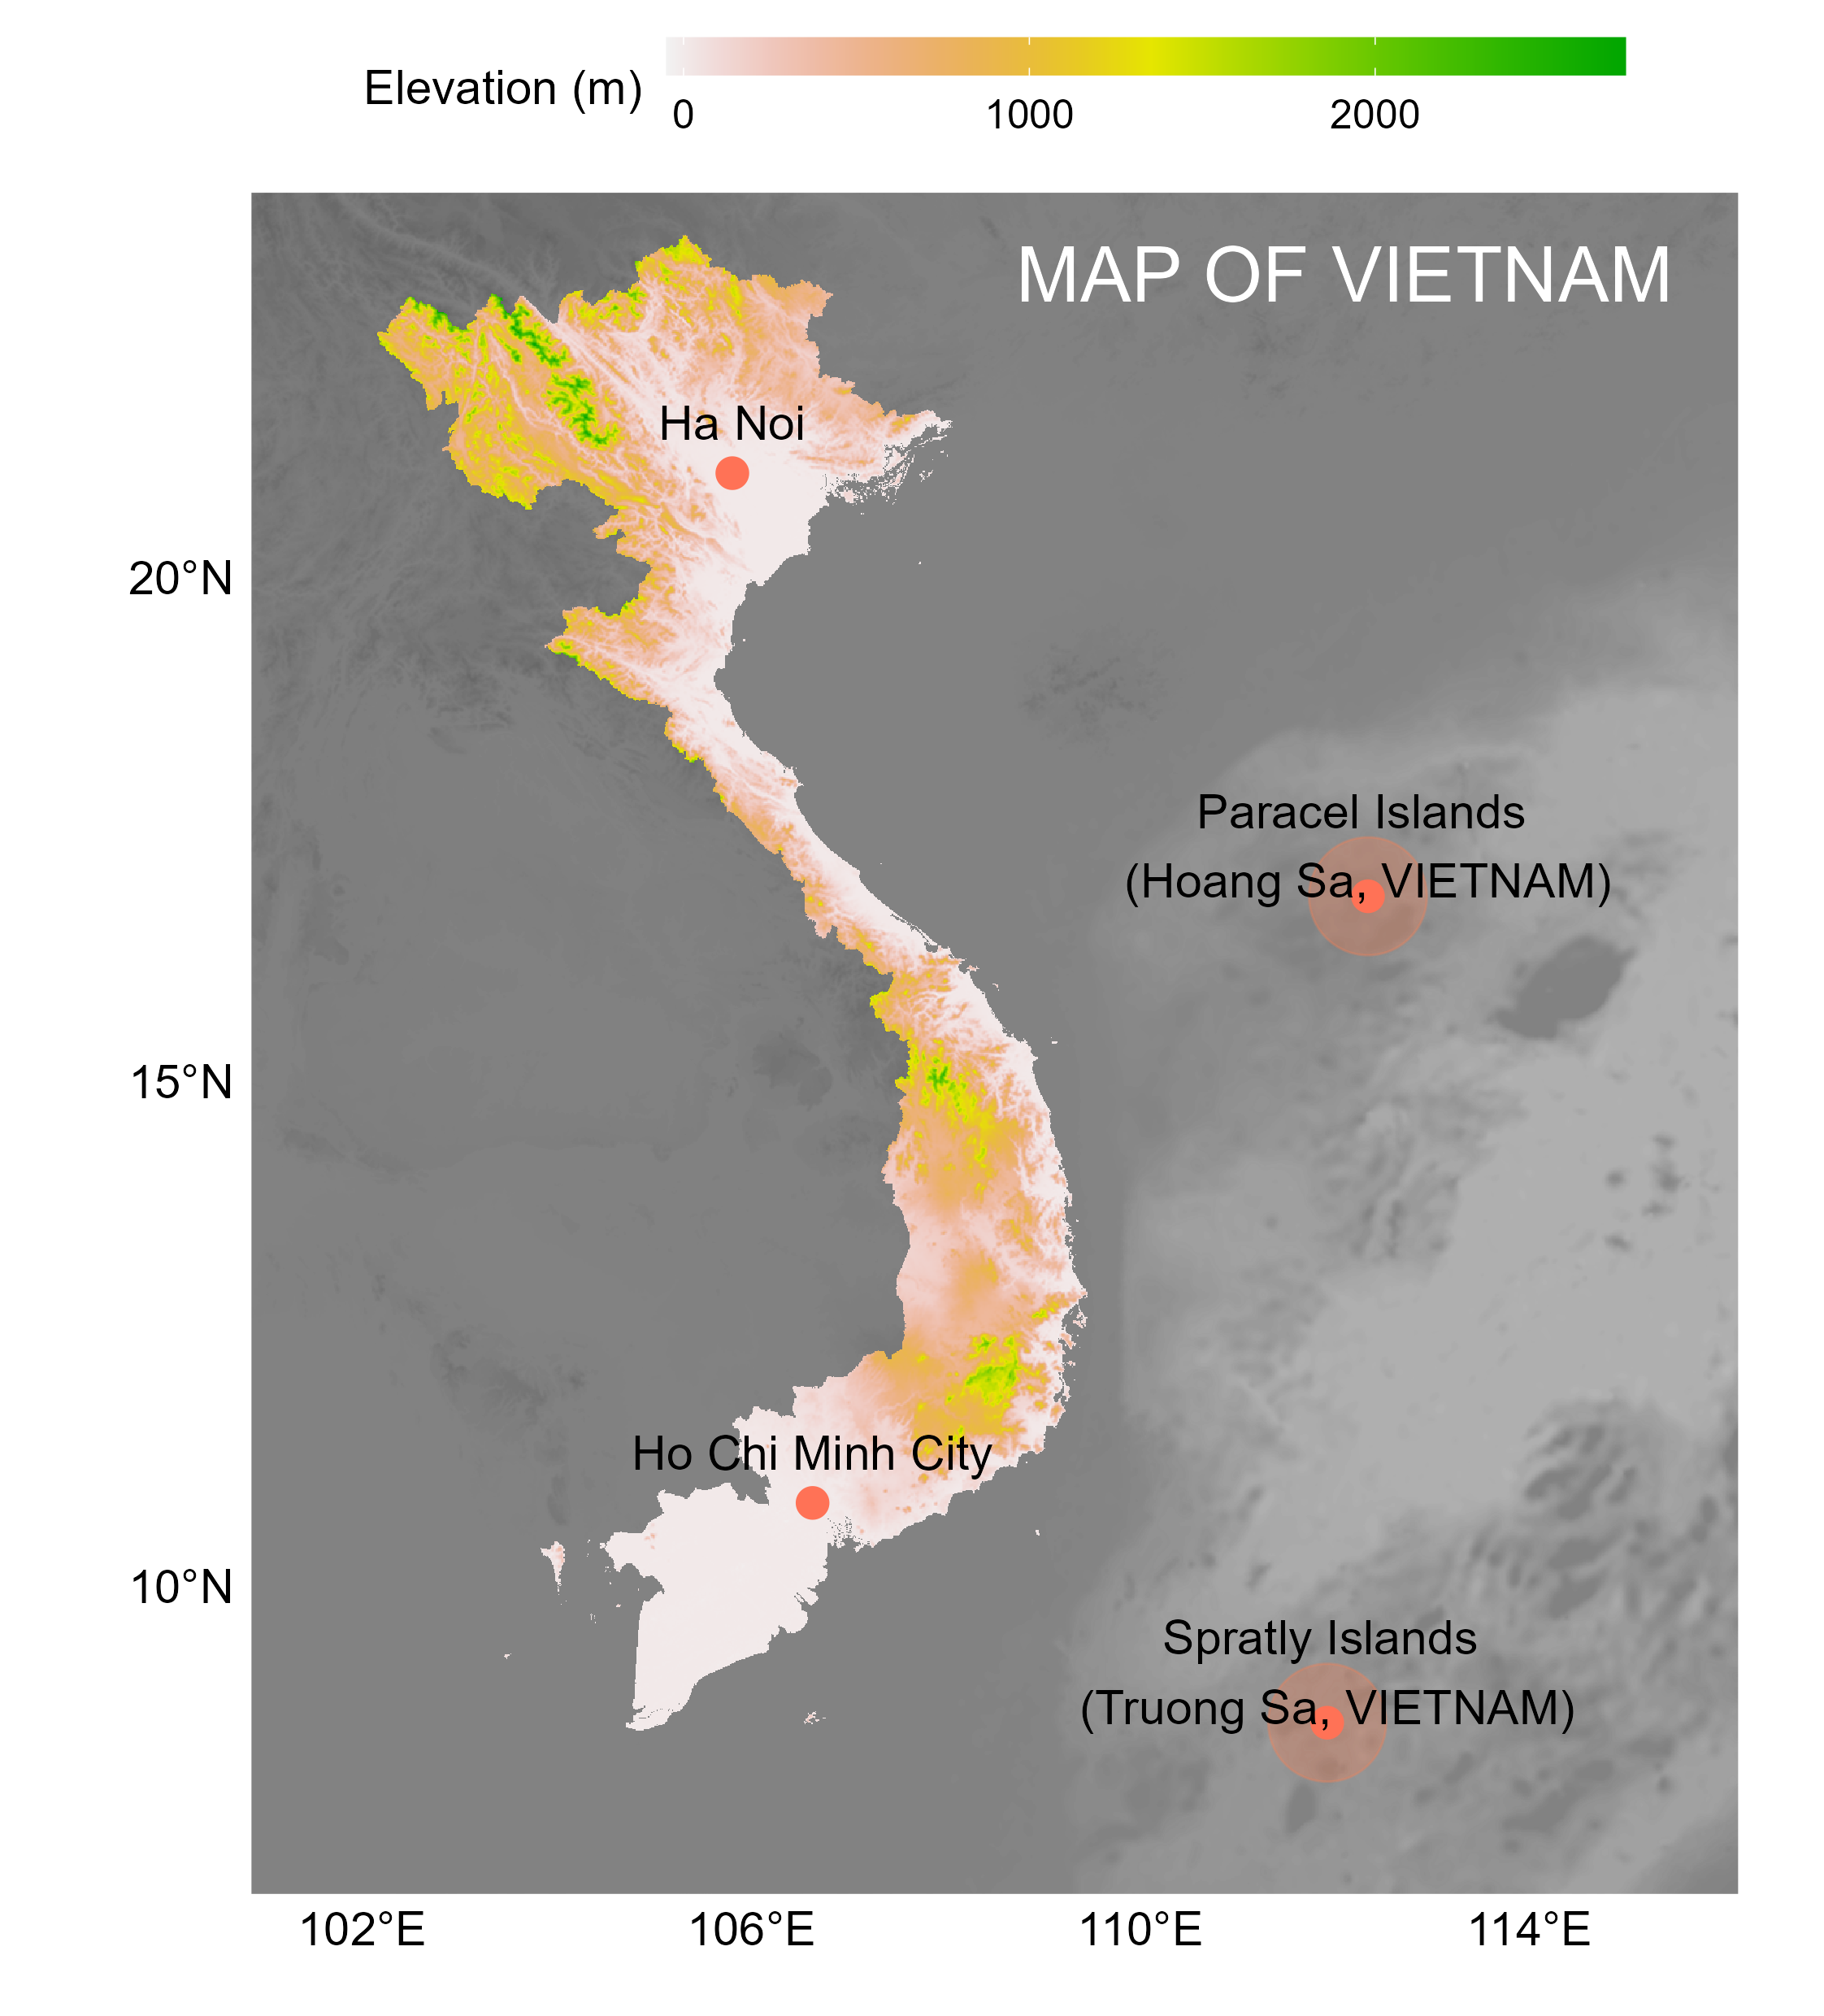 Elevation (m)
0 1000 2000
MAP OF VIETNAM
Ha Noi
20°N
Paracel Islands
(Hoang Sa, VIETNAM)
15°N
Ho Chi Minh City
10°N
Spratly Islands
(Truong Sa, VIETNAM)
102°E 106°E 110°E 114°E